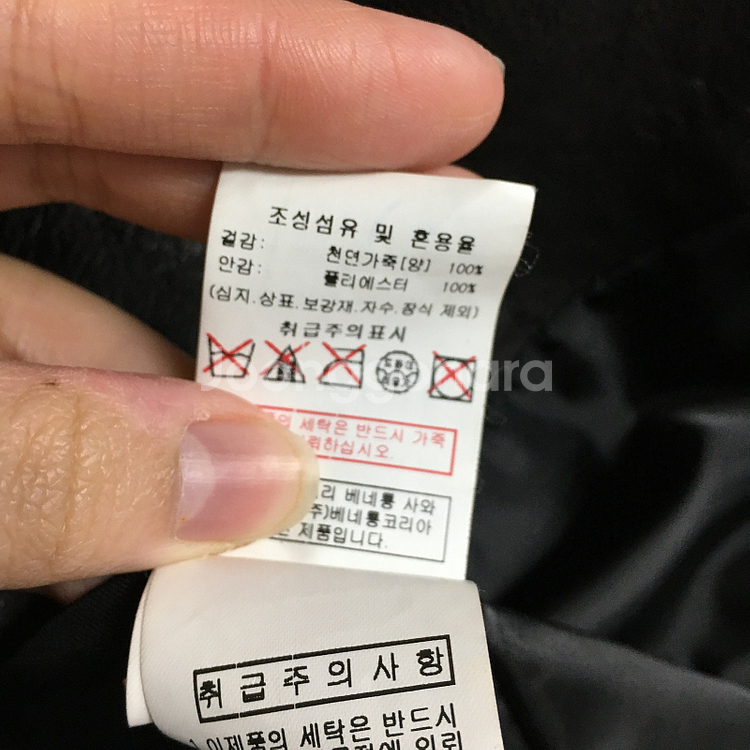 조성섬유 및 혼용율
겉감: 천연가죽[양] 100%
안감: 폴리에스터 100%
(심지.상표.보강재.자수.장식 제외)
취급주의표시
세탁은 반드시 가죽
하십시오.
베네통 사와
주)베네통코리아
제품입니다.
취급주의사항
이제품의 세탁은 반드시